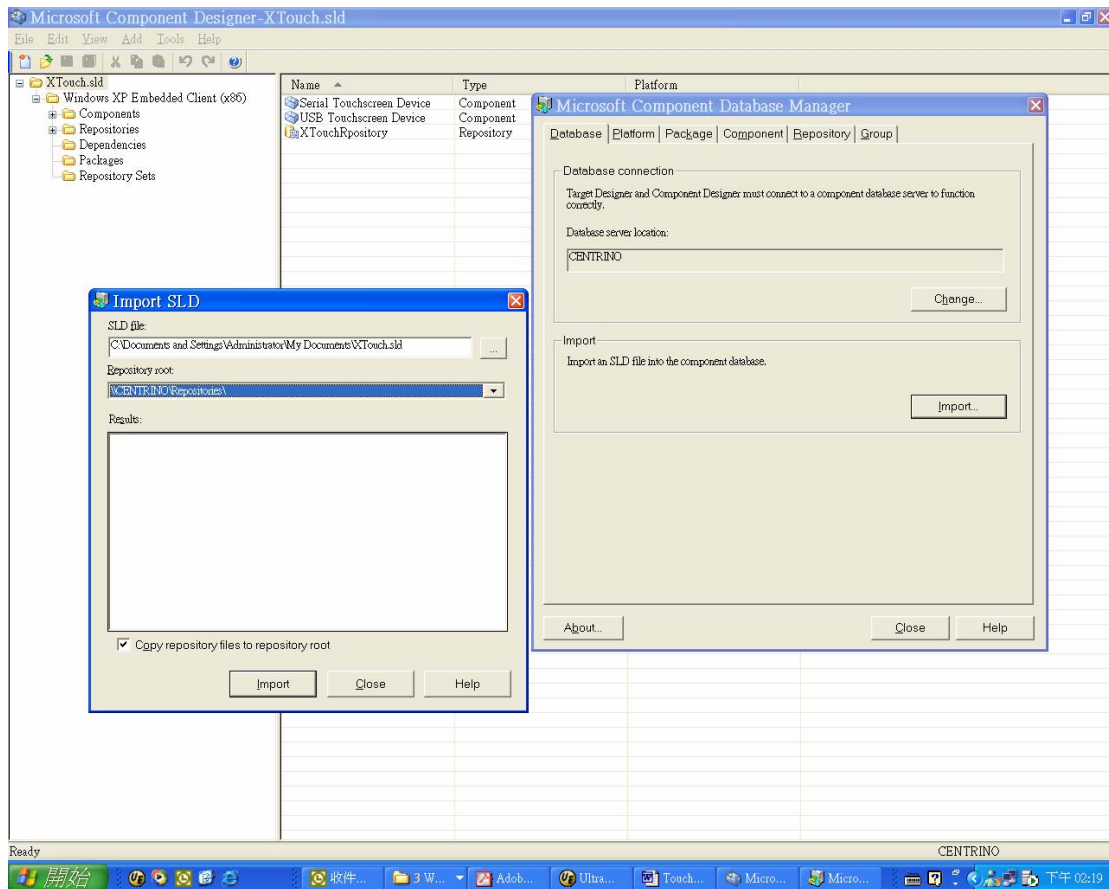 Microsoft Component Designer-XTouch.sld
File Edit View Add Tools Help
XTouch.sld
Windows XP Embedded Client (x86)
Components
Repositories
Dependencies
Packages
Repository Sets
Name Type Platform
Serial Touchscreen Device Component
USB Touchscreen Device Component
XTouchRpository Repository
Microsoft Component Database Manager
Database Platform Package Component Repository Group
Database connection
Target Designer and Component Designer must connect to a component database server to function
correctly.
Database server location:
CENTRINO
Change...
Import
Import an SLD file into the component database.
Import...
About... Close Help
Import SLD
SLD file:
C:\Documents and Settings\Administrator\My Documents\XTouch.sld
...
Repository root:
\\CENTRINO\Repositories\
Results:
Copy repository files to repository root
Import Close Help
Ready CENTRINO
開始 收件... 3 W... Adob... Ultra... Touch... Micro... Micro... 下午 02:19